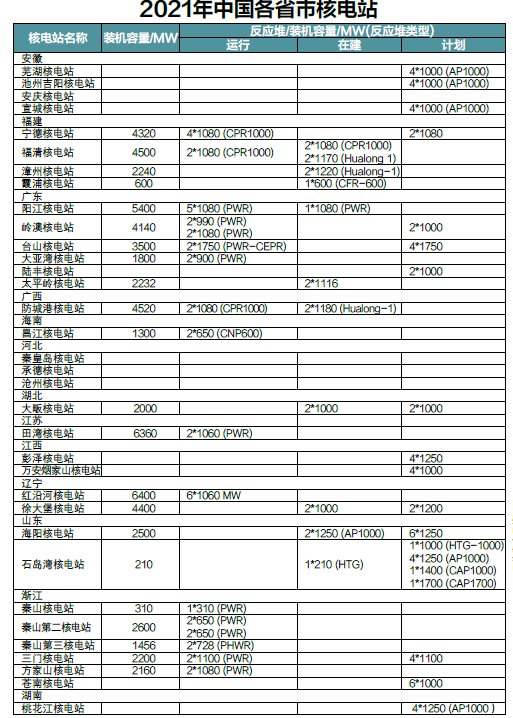 2021年中国各省市核电站
核电站名称 装机容量/MW 反应堆/装机容量/MW(反应堆类型)
运行 在建 计划
安徽
芜湖核电站 4*1000 (AP1000)
池州吉阳核电站 4*1000 (AP1000)
安庆核电站
宣城核电站 4*1000 (AP1000)
福建
宁德核电站 4320 4*1080 (CPR1000) 2*1080
福清核电站 4500 2*1080 (CPR1000) 2*1080 (CPR1000)
2*1170 (Hualong 1)
漳州核电站 2240 2*1220 (Hualong-1)
霞浦核电站 600 1*600 (CFR-600)
广东
阳江核电站 5400 5*1080 (PWR) 1*1080 (PWR)
岭澳核电站 4140 2*990 (PWR)
2*1080 (PWR) 2*1000
台山核电站 3500 2*1750 (PWR-CEPR) 4*1750
大亚湾核电站 1800 2*900 (PWR)
陆丰核电站 2*1000
太平岭核电站 2232 2*1116
广西
防城港核电站 4520 2*1080 (CPR1000) 2*1180 (Hualong-1)
海南
昌江核电站 1300 2*650 (CNP600)
河北
秦皇岛核电站
承德核电站
沧州核电站
湖北
大畈核电站 2000 2*1000 2*1000
江苏
田湾核电站 6360 2*1060 (PWR)
江西
彭泽核电站 4*1250
万安烟家山核电站 4*1000
辽宁
红沿河核电站 6400 6*1060 MW
徐大堡核电站 4400 2*1000 2*1200
山东
海阳核电站 2500 2*1250 (AP1000) 6*1250
石岛湾核电站 210 1*210 (HTG) 1*1000 (HTG-1000)
4*1250 (AP1000)
1*1400 (CAP1000)
1*1700 (CAP1700)
浙江
秦山核电站 310 1*310 (PWR)
秦山第二核电站 2600 2*650 (PWR)
2*650 (PWR)
秦山第三核电站 1456 2*728 (PHWR)
三门核电站 2200 2*1100 (PWR) 4*1100
方家山核电站 2160 2*1080 (PWR)
苍南核电站 6*1000
湖南
桃花江核电站 4*1250 (AP1000 )